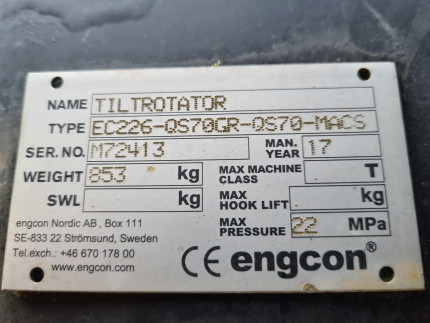 NAME TILTROTATOR
TYPE EC226-QS70GR-QS70-MACS
SER. NO. M72413 MAN. YEAR 17
WEIGHT 853 kg MAX MACHINE CLASS . T
SWL . kg MAX HOOK LIFT . kg
MAX PRESSURE 22 MPa
engcon Nordic AB , Box 111
SE-833 22 Strömsund, Sweden
Tel.exch.: +46 670 178 00
www.engcon.com
CE engcon®